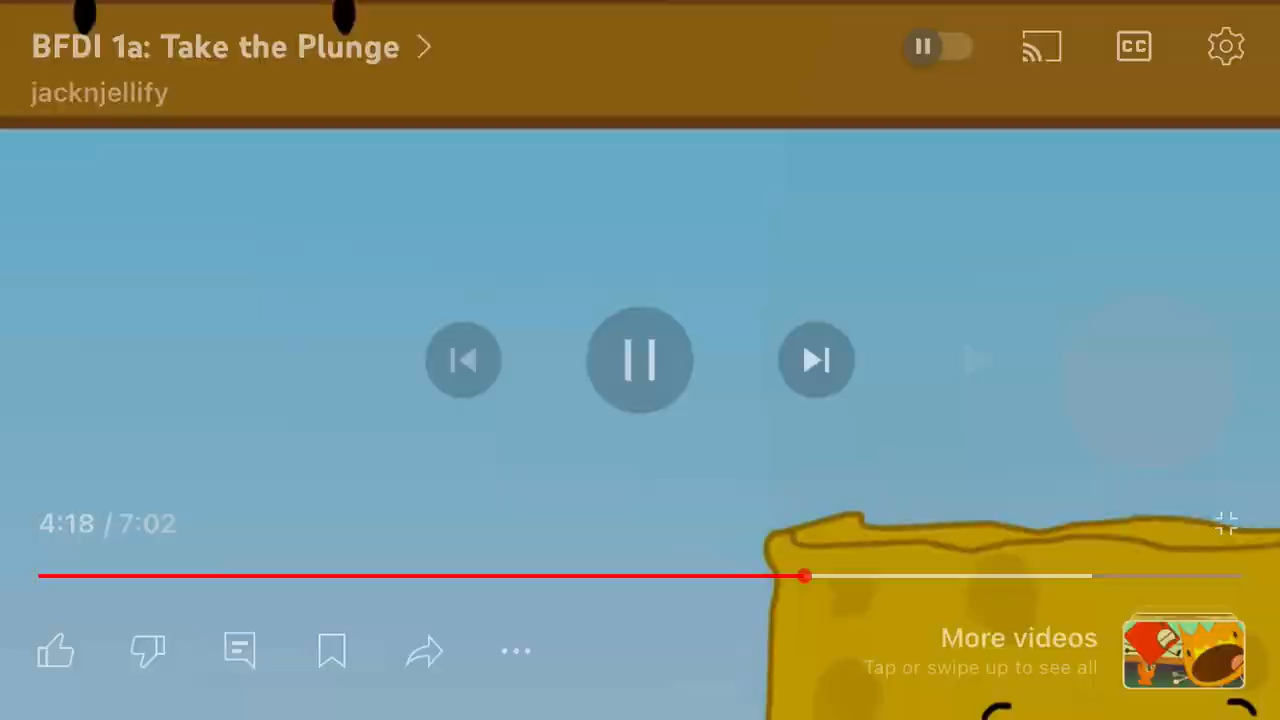 BFDI 1a: Take the Plunge
jacknjellify
CC
4:18 / 7:02
More videos
Tap or swipe up to see all